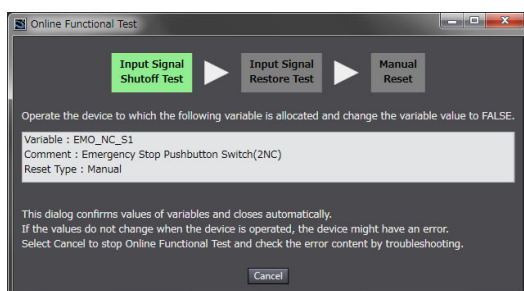 Online Functional Test
Input Signal
Shutoff Test
Input Signal
Restore Test
Manual
Reset
Operate the device to which the following variable is allocated and change the variable value to FALSE.
Variable : EMO_NC_S1
Comment : Emergency Stop Pushbutton Switch(2NC)
Reset Type : Manual
This dialog confirms values of variables and closes automatically.
If the values do not change when the device is operated, the device might have an error.
Select Cancel to stop Online Functional Test and check the error content by troubleshooting.
Cancel